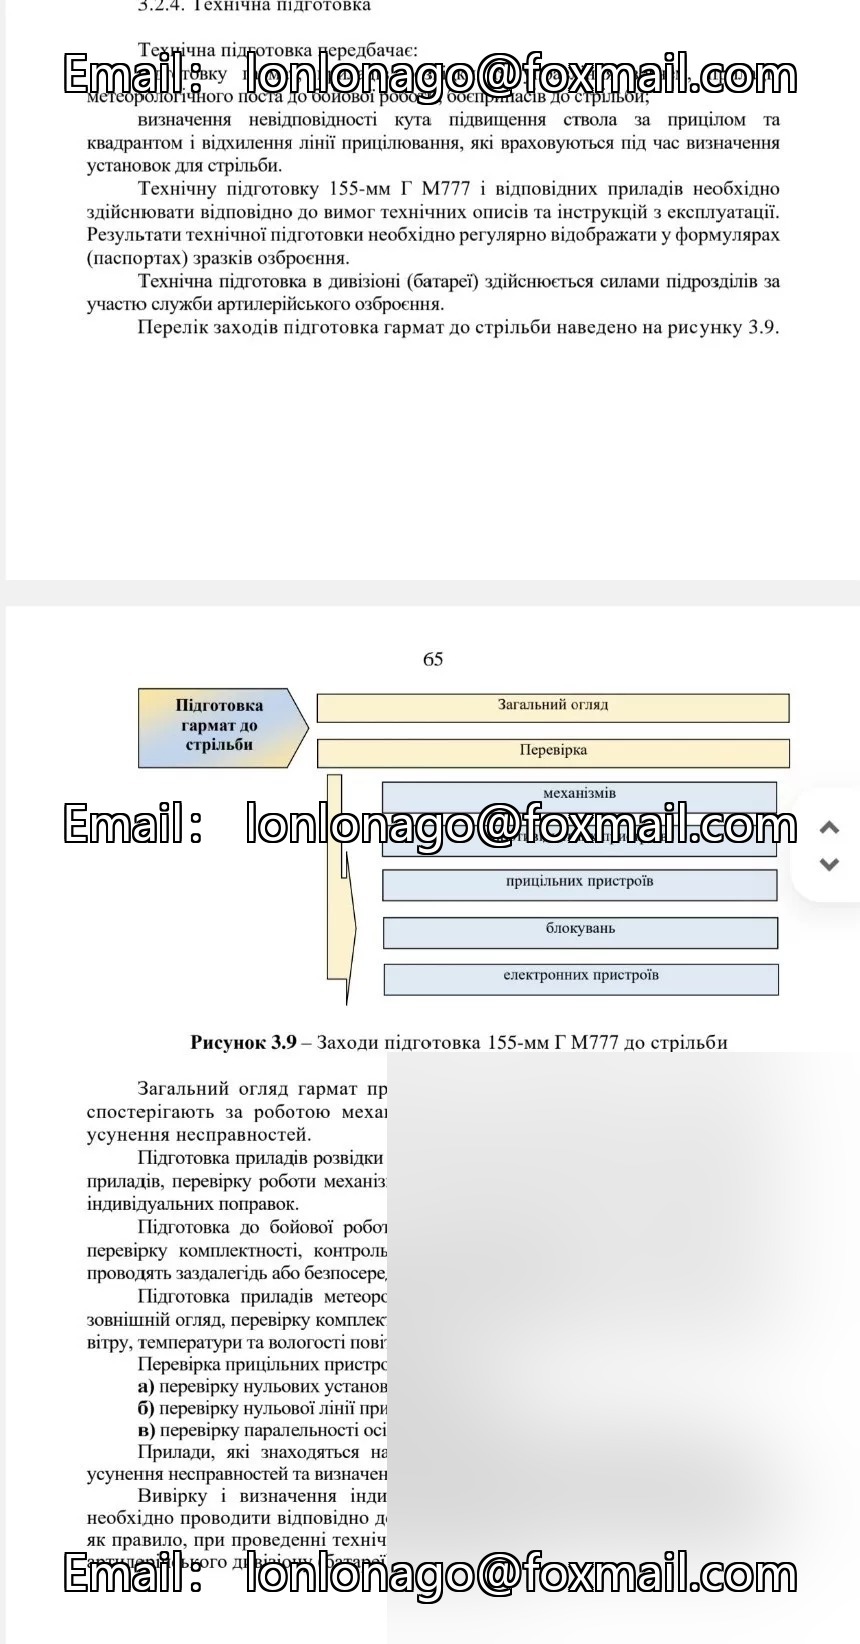 3.2.4. Технічна підготовка
Технічна підготовка передбачає:
Email: lonlonago@foxmail.com
метеорологічного поста до бойової роботи, боєприпасів до стрільби;
визначення невідповідності кута підвищення ствола за прицілом та
квадрантом і відхилення лінії прицілювання, які враховуються під час визначення
установок для стрільби.
Технічну підготовку 155-мм Г М777 і відповідних приладів необхідно
здійснювати відповідно до вимог технічних описів та інструкцій з експлуатації.
Результати технічної підготовки необхідно регулярно відображати у формулярах
(паспортах) зразків озброєння.
Технічна підготовка в дивізіоні (батареї) здійснюється силами підрозділів за
участю служби артилерійського озброєння.
Перелік заходів підготовка гармат до стрільби наведено на рисунку 3.9.
65
Підготовка
гармат до
стрільби
Загальний огляд
Перевірка
механізмів
Email: lonlonago@foxmail.com
прицільних пристроїв
блокувань
електронних пристроїв
Рисунок 3.9 – Заходи підготовка 155-мм Г М777 до стрільби
Загальний огляд гармат пр
спостерігають за роботою меха
усунення несправностей.
Підготовка приладів розвідки
приладів, перевірку роботи механіз
індивідуальних поправок.
Підготовка до бойової робот
перевірку комплектності, контроль
проводять заздалегідь або безпосере
Підготовка приладів метеоро
зовнішній огляд, перевірку комплек
вітру, температури та вологості пові
Перевірка прицільних пристро
а) перевірку нульових установ
б) перевірку нульової лінії при
в) перевірку паралельності осі
Прилади, які знаходяться на
усунення несправностей та визначен
Вивірку і визначення інди
необхідно проводити відповідно д
як правило, при проведенні техніч
артилерійського дивізіону (батареї
Email: lonlonago@foxmail.com